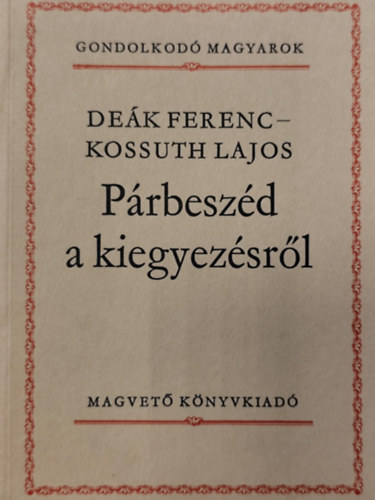 GONDOLKODÓ MAGYAROK
DEÁK FERENC–
KOSSUTH LAJOS
Párbeszéd
a kiegyezésről
MAGVETŐ KÖNYVKIADÓ